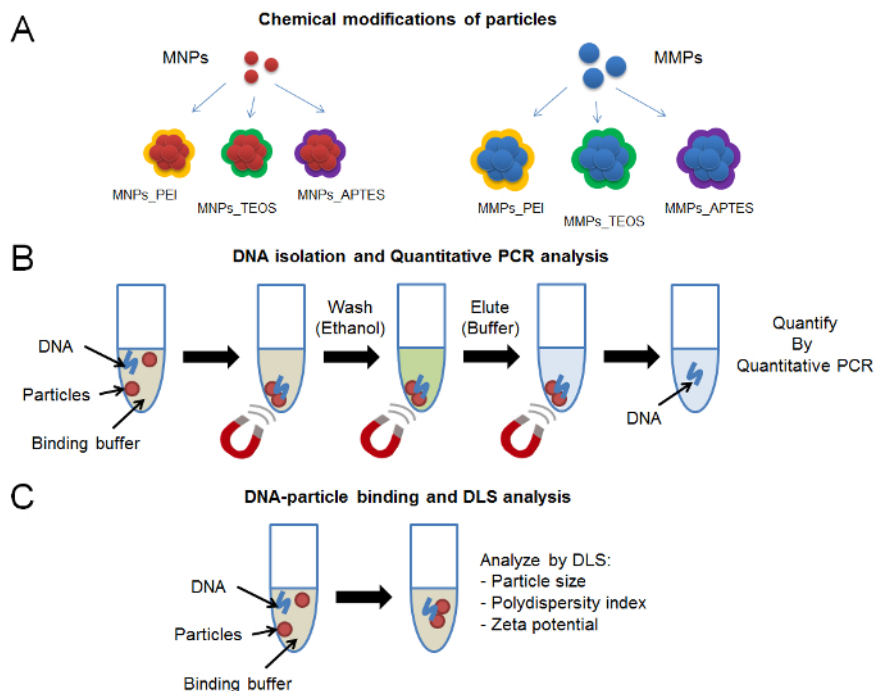 A
Chemical modifications of particles
MNPs
MMPs
MNPs_PEI
MNPs_TEOS
MNPs_APTES
MMPs_PEI
MMPs_TEOS
MMPs_APTES
B
DNA isolation and Quantitative PCR analysis
DNA
Particles
Binding buffer
Wash
(Ethanol)
Elute
(Buffer)
DNA
Quantify
By
Quantitative PCR
C
DNA-particle binding and DLS analysis
DNA
Particles
Binding buffer
Analyze by DLS:
- Particle size
- Polydispersity index
- Zeta potential